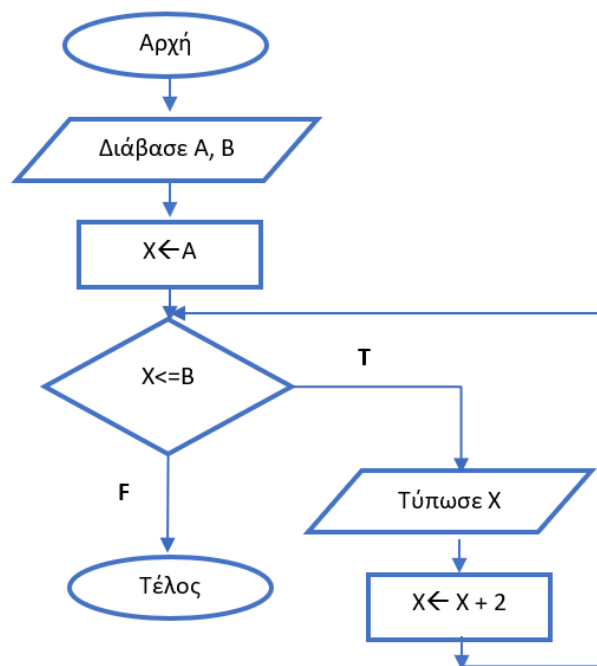 Αρχή
Διάβασε Α, Β
Χ←Α
Χ<=Β
T
F
Τύπωσε Χ
Χ← Χ + 2
Τέλος